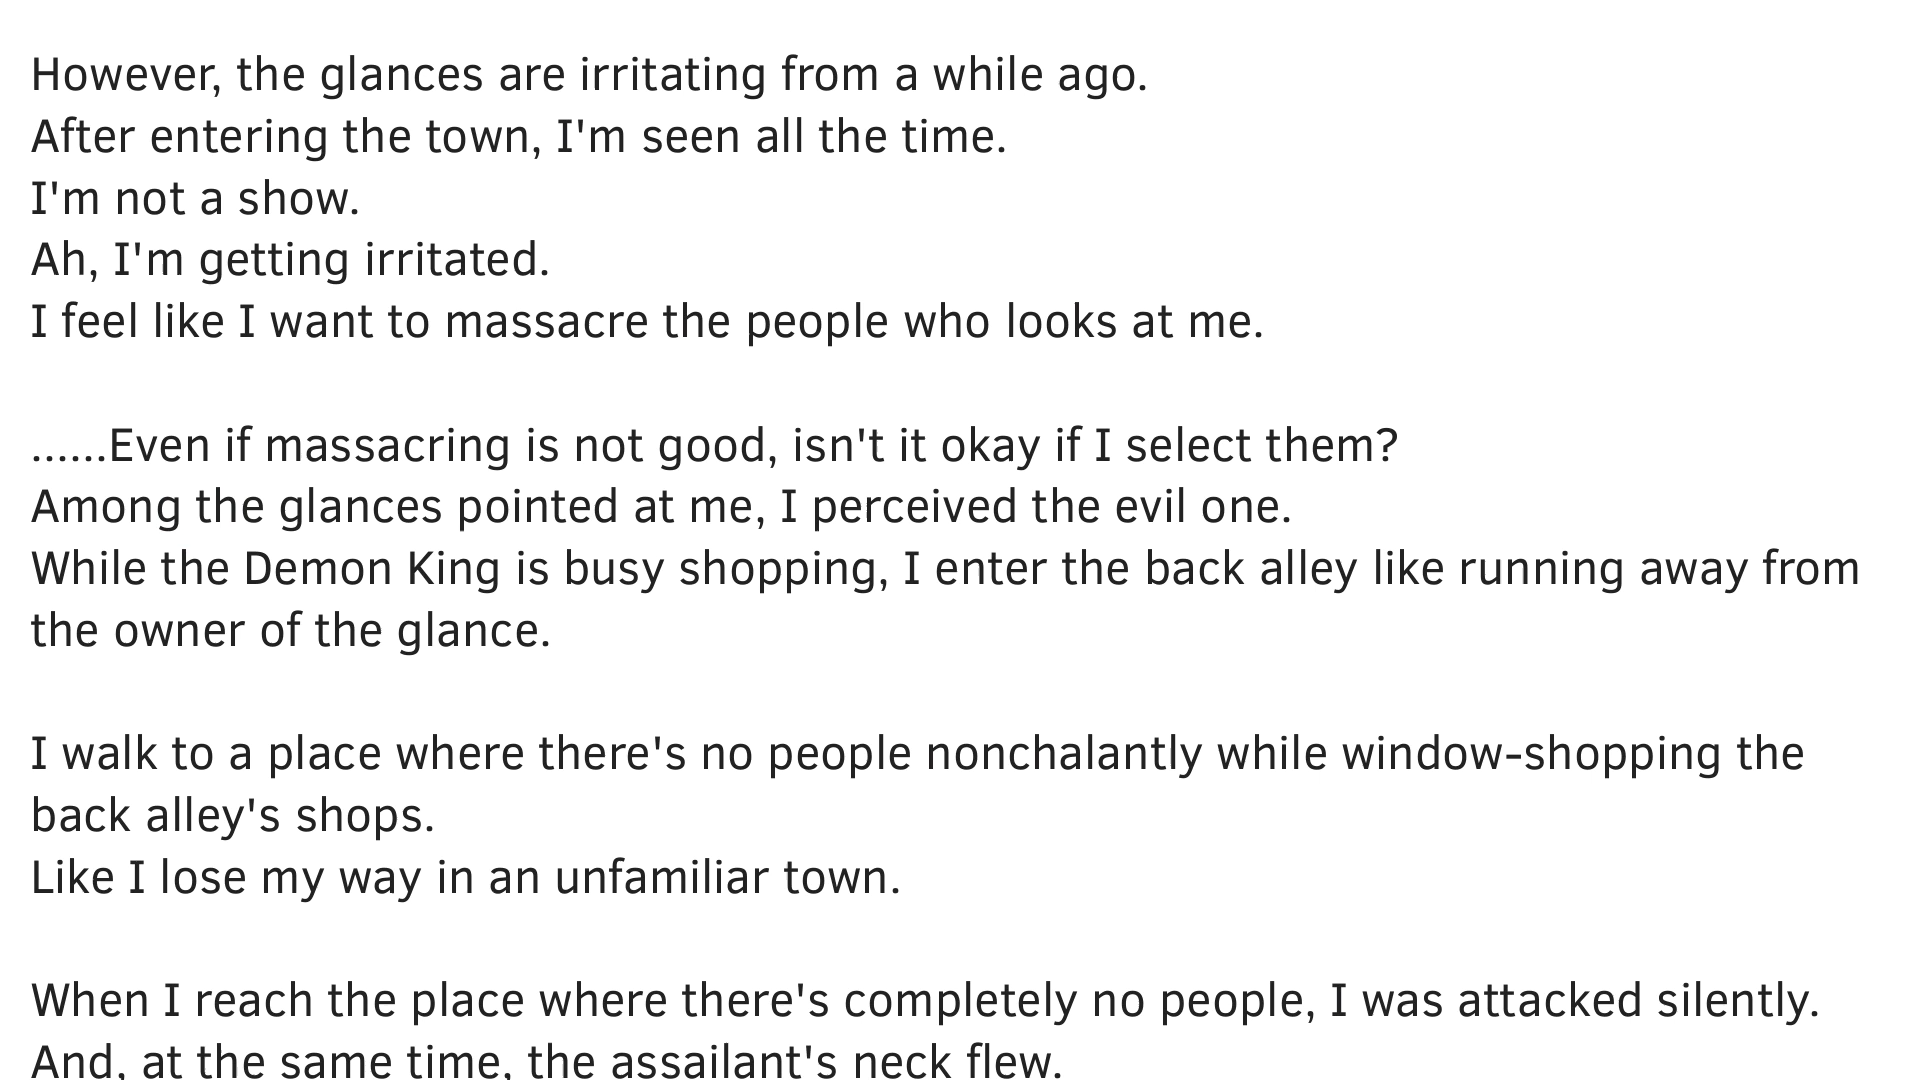 However, the glances are irritating from a while ago.
After entering the town, I'm seen all the time.
I'm not a show.
Ah, I'm getting irritated.
I feel like I want to massacre the people who looks at me.
......Even if massacring is not good, isn't it okay if I select them?
Among the glances pointed at me, I perceived the evil one.
While the Demon King is busy shopping, I enter the back alley like running away from
the owner of the glance.
I walk to a place where there's no people nonchalantly while window-shopping the
back alley's shops.
Like I lose my way in an unfamiliar town.
When I reach the place where there's completely no people, I was attacked silently.
And, at the same time, the assailant's neck flew.